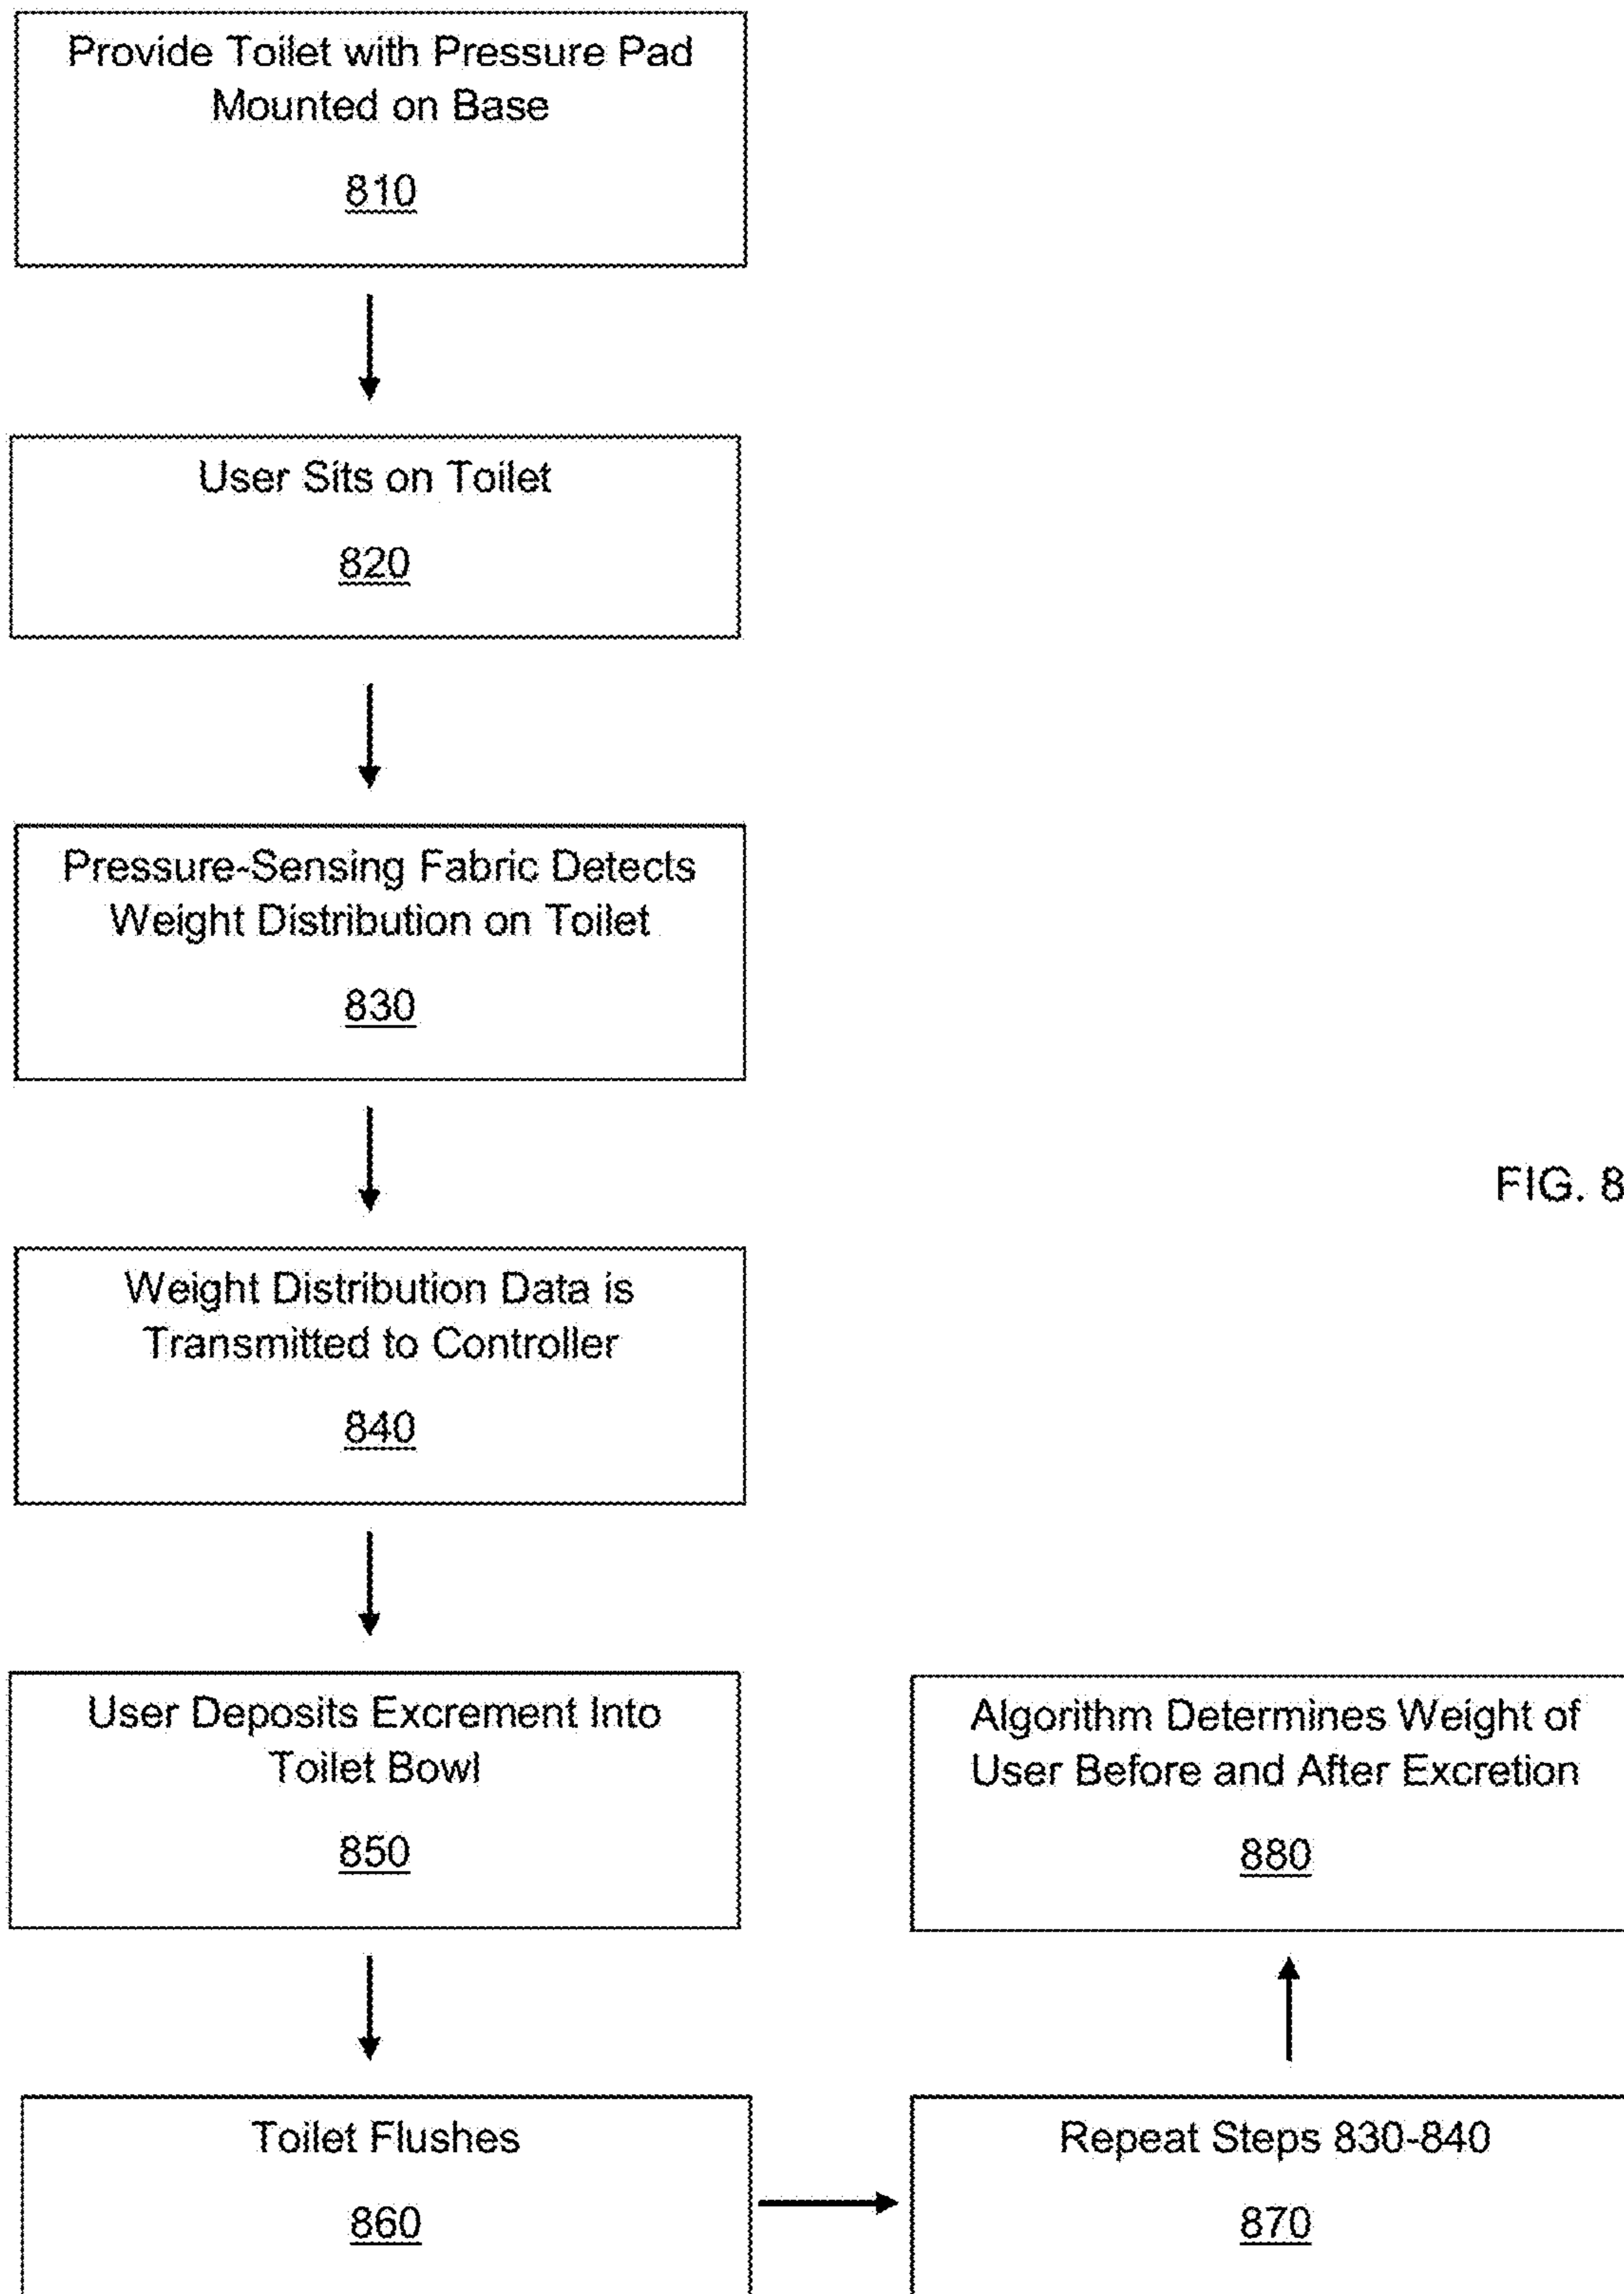 Provide Toilet with Pressure Pad
Mounted on Base
810
User Sits on Toilet
820
Pressure-Sensing Fabric Detects
Weight Distribution on Toilet
830
Weight Distribution Data is
Transmitted to Controller
840
User Deposits Excrement Into
Toilet Bowl
850
Toilet Flushes
860
Repeat Steps 830-840
870
Algorithm Determines Weight of
User Before and After Excretion
880
FIG. 8